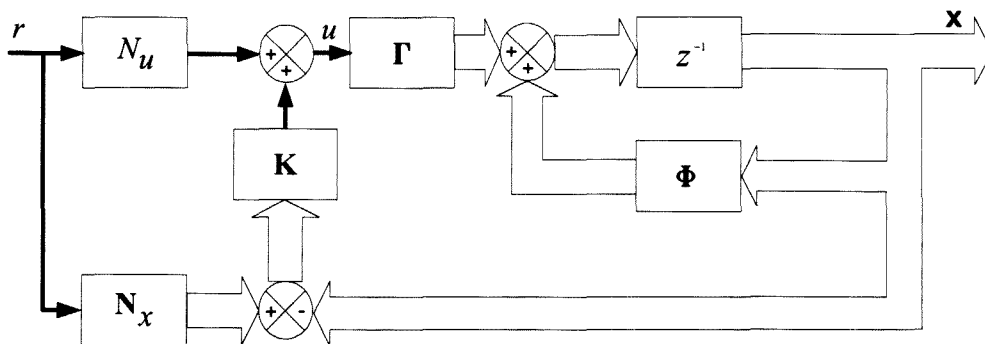 r
N_u
+
+
u
Γ
+
+
z⁻¹
x
K
Φ
N_x
+
-